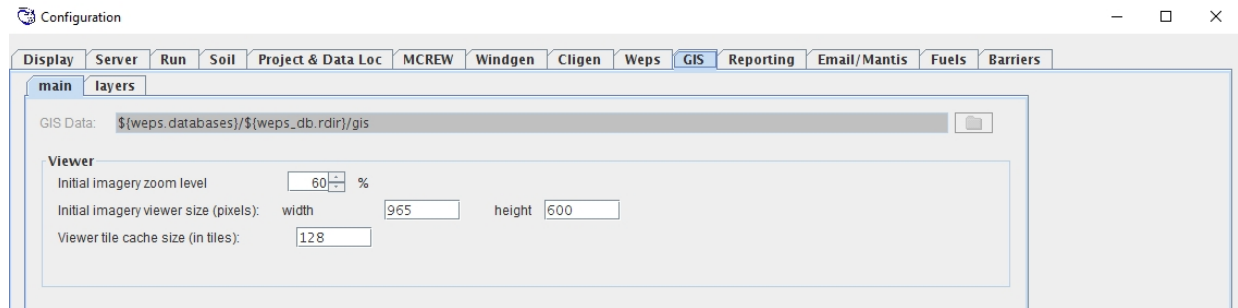 Configuration
Display Server Run Soil Project & Data Loc MCREW Windgen Cligen Weps GIS Reporting Email/Mantis Fuels Barriers
main layers
GIS Data: ${weps.databases}/${weps_db.rdir}/gis
Viewer
Initial imagery zoom level 60 %
Initial imagery viewer size (pixels): width 965 height 600
Viewer tile cache size (in tiles): 128